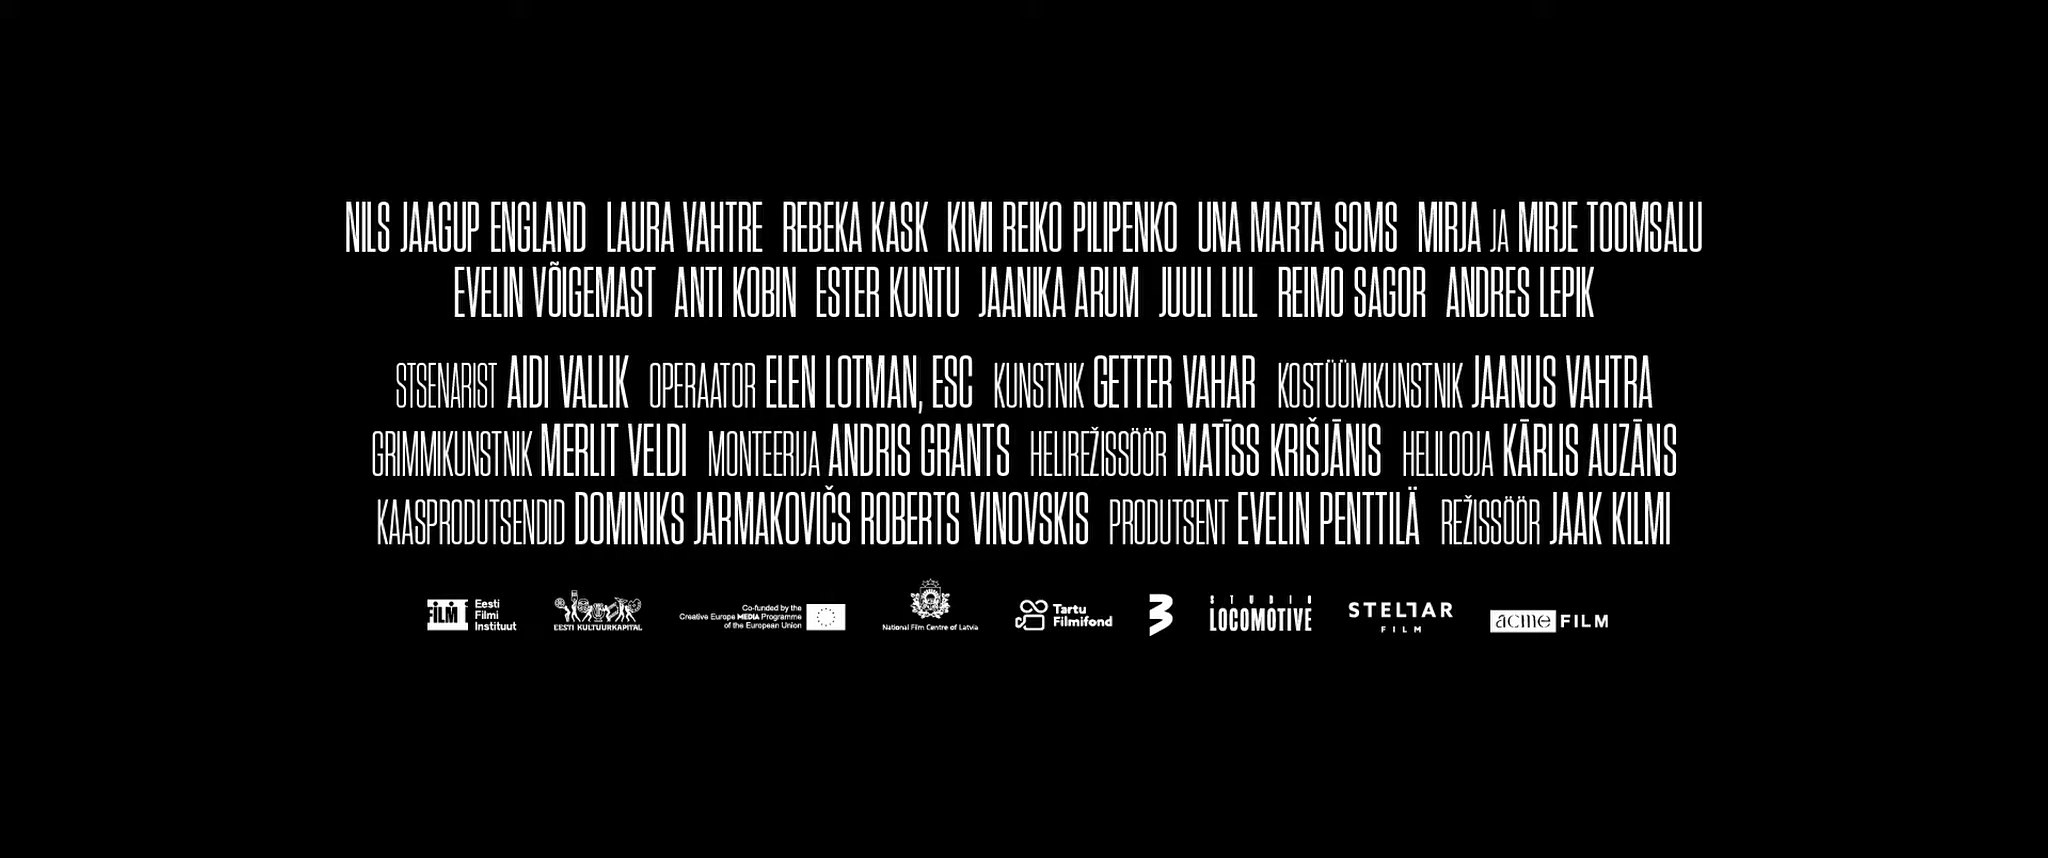 NILS JAAGUP ENGLAND LAURA VAHTRE REBEKA KASK KIMI REIKO PILIPENKO UNA MARTA SOMS MIRJA JA MIRJE TOOMSALU
EVELIN VÕIGEMAST ANTI KOBIN ESTER KUNTU JAANIKA ARUM JUULI LILL REIMO SAGOR ANDRES LEPIK
STSENARIST AIDI VALLIK OPERAATOR ELEN LOTMAN, ESC KUNSTNIK GETTER VAHAR KOSTÜÜMIKUNSTNIK JAANUS VAHTRA
GRIMMIKUNSTNIK MERLIT VELDI MONTEERIJA ANDRIS GRANTS HELIREŽISSÖÖR MATĪSS KRIŠJĀNIS HELILOOJA KĀRLIS AUZĀNS
KAASPRODUTSENDID DOMINIKS JARMAKOVIČS ROBERTS VINOVSKIS PRODUTSENT EVELIN PENTTILÄ REŽISSÖÖR JAAK KILMI
FILM
Eesti
Filmi
Instituut
EESTI KULTUURKAPITAL
Co-funded by the
Creative Europe MEDIA Programme
of the European Union
National Film Centre of Latvia
Tartu
Filmifond
3
STUDIO
LOCOMOTIVE
STELLAR
FILM
acme FILM